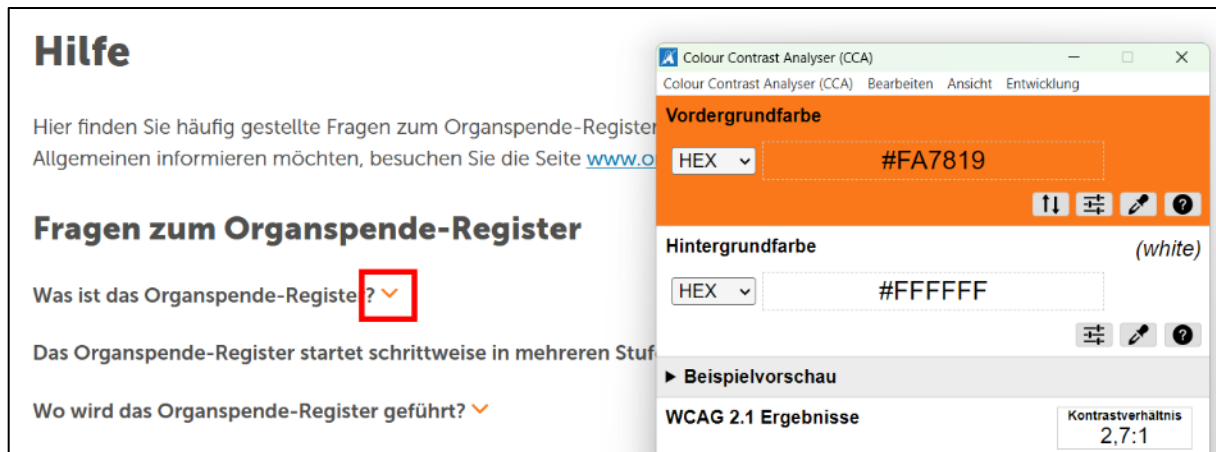 Hilfe
Hier finden Sie häufig gestellte Fragen zum Organspende-Register
Allgemeinen informieren möchten, besuchen Sie die Seite www.o
Fragen zum Organspende-Register
Was ist das Organspende-Register?
Das Organspende-Register startet schrittweise in mehreren Stuf
Wo wird das Organspende-Register geführt?
Colour Contrast Analyser (CCA)
Colour Contrast Analyser (CCA) Bearbeiten Ansicht Entwicklung
Vordergrundfarbe
HEX #FA7819
Hintergrundfarbe (white)
HEX #FFFFFF
Beispielvorschau
WCAG 2.1 Ergebnisse
Kontrastverhältnis
2,7:1